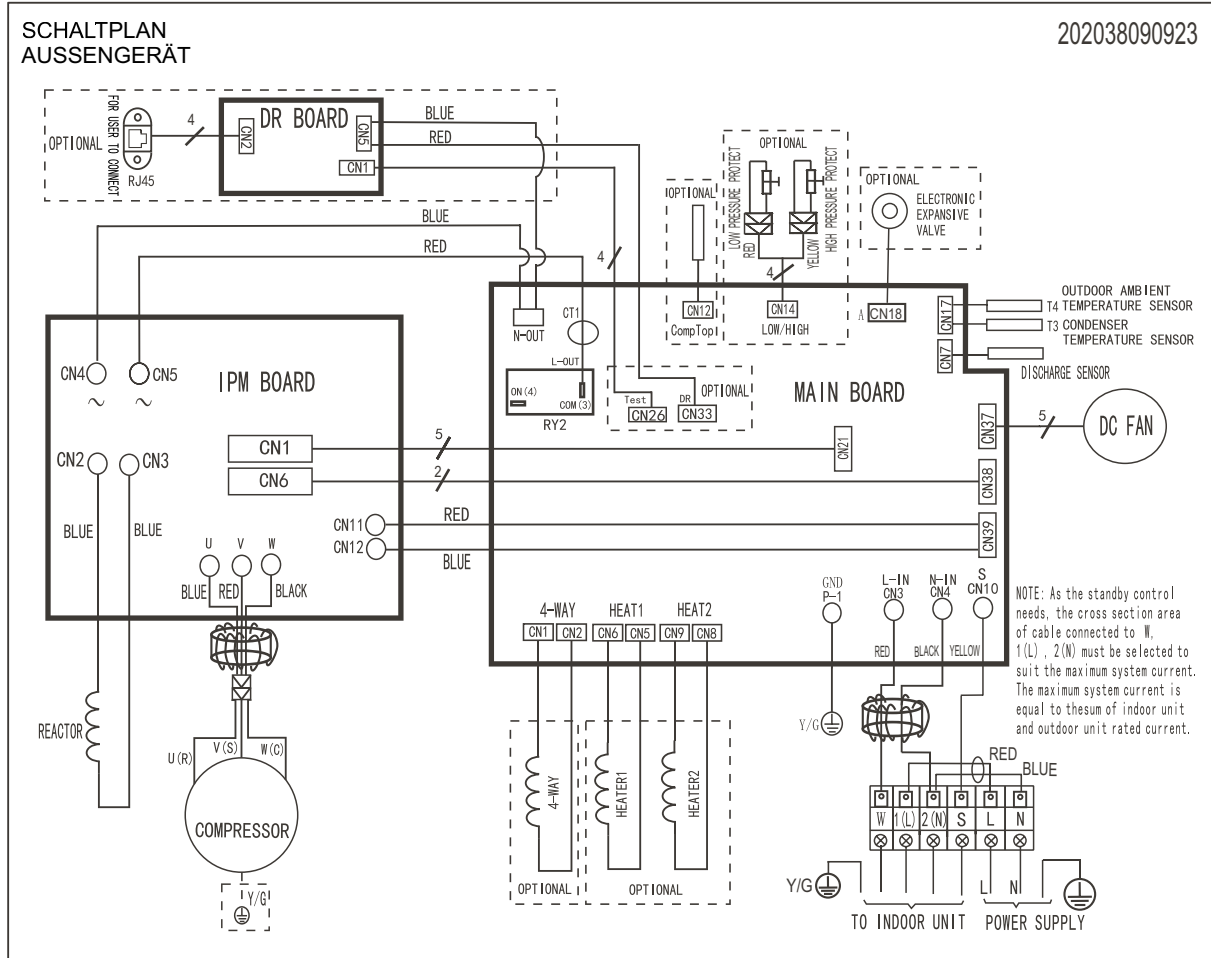 SCHALTPLAN
AUSSENGERÄT
202038090923
OPTIONAL
FOR USER TO CONNECT
RJ45
4
CN2
DR BOARD
CN5
CN1
BLUE
RED
BLUE
RED
4
OPTIONAL
CN12
CompTop
OPTIONAL
LOW PRESSURE PROTECT
HIGH PRESSURE PROTECT
RED
YELLOW
4
CN14
LOW/HIGH
OPTIONAL
ELECTRONIC
EXPANSIVE
VALVE
A
CN18
CN17
OUTDOOR AMBIENT
T4 TEMPERATURE SENSOR
T3 CONDENSER
TEMPERATURE SENSOR
CN7
DISCHARGE SENSOR
N-OUT
CT1
L-OUT
ON(4)
COM(3)
RY2
Test
CN26
DR
CN33
OPTIONAL
MAIN BOARD
CN37
5
DC FAN
CN4
CN5
~
~
IPM BOARD
CN2
CN3
CN1
5
CN21
CN6
2
CN38
BLUE
BLUE
CN11
RED
CN39
CN12
BLUE
U
V
W
BLUE
RED
BLACK
REACTOR
U(R)
V(S)
W(C)
COMPRESSOR
Y/G
4-WAY
HEAT1
HEAT2
CN1
CN2
CN6
CN5
CN9
CN8
4-WAY
HEATER1
HEATER2
OPTIONAL
OPTIONAL
GND
P-1
L-IN
CN3
N-IN
CN4
S
CN10
RED
BLACK
YELLOW
Y/G
NOTE: As the standby control
needs, the cross section area
of cable connected to W,
1(L) , 2(N) must be selected to
suit the maximum system current.
The maximum system current is
equal to thesum of indoor unit
and outdoor unit rated current.
RED
BLUE
W
1(L)
2(N)
S
L
N
Y/G
L
N
TO INDOOR UNIT
POWER SUPPLY